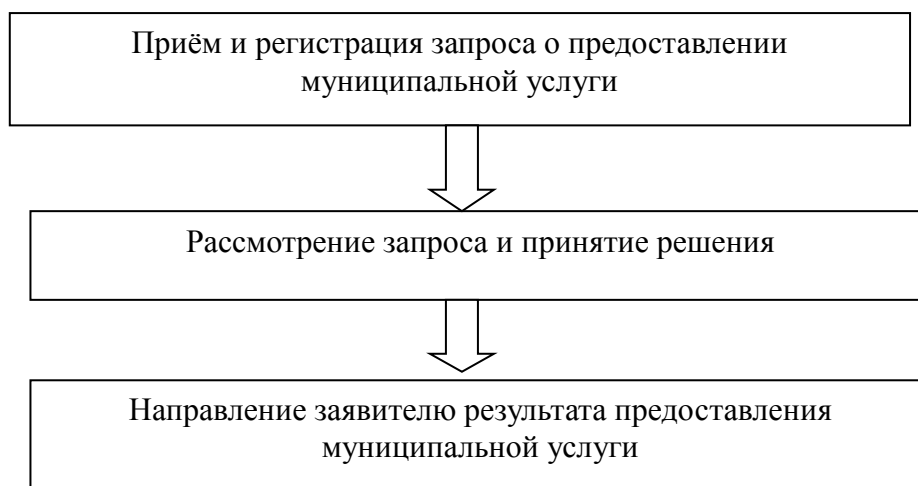 Приём и регистрация запроса о предоставлении
муниципальной услуги
Рассмотрение запроса и принятие решения
Направление заявителю результата предоставления
муниципальной услуги